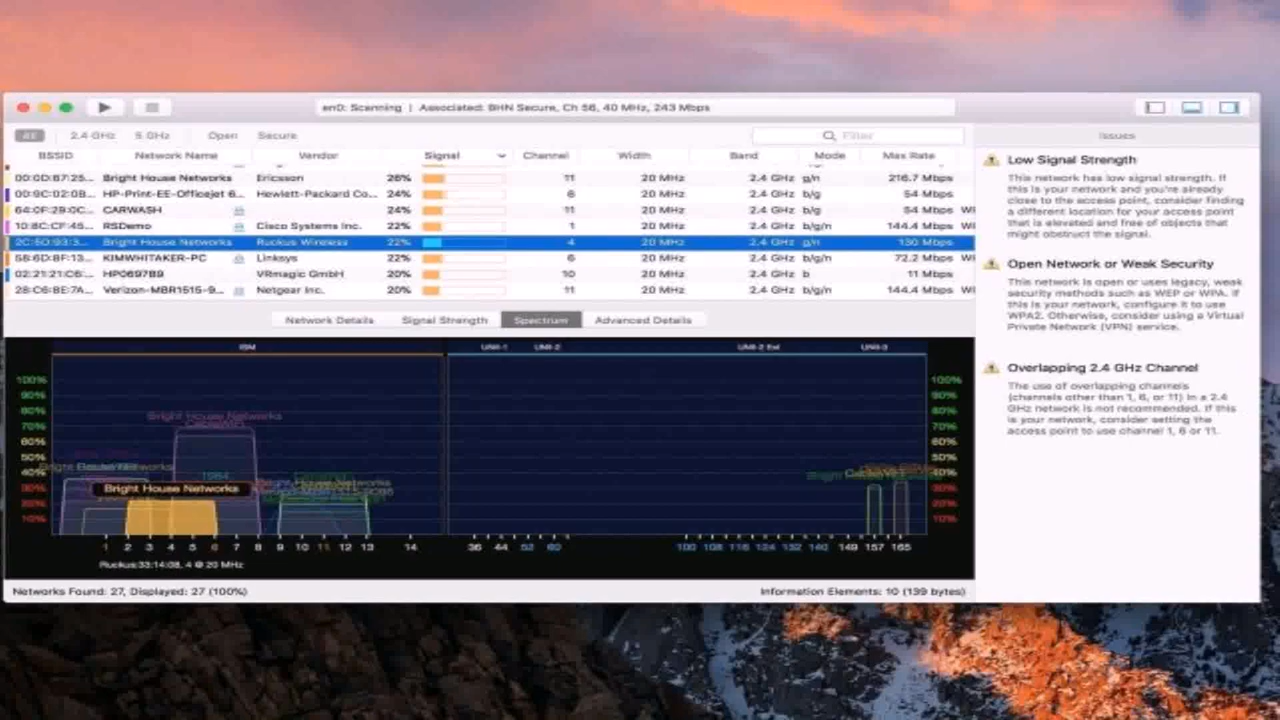 en0: Scanning | Associated: BHN Secure, Ch 56, 40 MHz, 243 Mbps
All 2.4 GHz 5 GHz Open Secure Filter
BSSID Network Name Vendor Signal Channel Width Band Mode Max Rate
00:0D:67:25... Bright House Networks Ericsson 26% 11 20 MHz 2.4 GHz g/n 216.7 Mbps
00:9C:02:0B... HP-Print-EE-Officejet 6... Hewlett-Packard Co... 24% 6 20 MHz 2.4 GHz b/g 54 Mbps
64:0F:29:0C... CARWASH 24% 11 20 MHz 2.4 GHz b/g 54 Mbps
10:8C:CF:45... RSDemo Cisco Systems Inc. 22% 1 20 MHz 2.4 GHz b/g/n 144.4 Mbps
2C:5D:93:3... Bright House Networks Ruckus Wireless 22% 4 20 MHz 2.4 GHz g/n 130 Mbps
58:6D:8F:13... KIMWHITAKER-PC Linksys 22% 6 20 MHz 2.4 GHz b/g/n 72.2 Mbps
02:21:21:C6:... HP0697B9 VRmagic GmbH 20% 10 20 MHz 2.4 GHz b 11 Mbps
28:C6:8E:7A... Verizon-MBR1515-9... Netgear Inc. 20% 11 20 MHz 2.4 GHz b/g/n 144.4 Mbps
Network Details Signal Strength Spectrum Advanced Details
ISM UNII-1 UNII-2 UNII-2 Ext UNII-3
100% 100%
90% 90%
80% 80%
Bright House Networks
70% 70%
60% 60%
50% 50%
Bright House Networks
40% 40%
1984
30% 30%
Bright House Networks
20% 20%
10% 10%
1 2 3 4 5 6 7 8 9 10 11 12 13 14 36 44 52 60 100 108 116 124 132 140 149 157 165
Ruckus:33:14:08, 4 @ 20 MHz
Networks Found: 27, Displayed: 27 (100%) Information Elements: 10 (139 bytes)
Issues
Low Signal Strength
This network has low signal strength. If
this is your network and you're already
close to the access point, consider finding
a different location for your access point
that is elevated and free of objects that
might obstruct the signal.
Open Network or Weak Security
This network is open or uses legacy, weak
security methods such as WEP or WPA. If
this is your network, configure it to use
WPA2. Otherwise, consider using a Virtual
Private Network (VPN) service.
Overlapping 2.4 GHz Channel
The use of overlapping channels
(channels other than 1, 6, or 11) in a 2.4
GHz network is not recommended. If this
is your network, consider setting the
access point to use channel 1, 6 or 11.